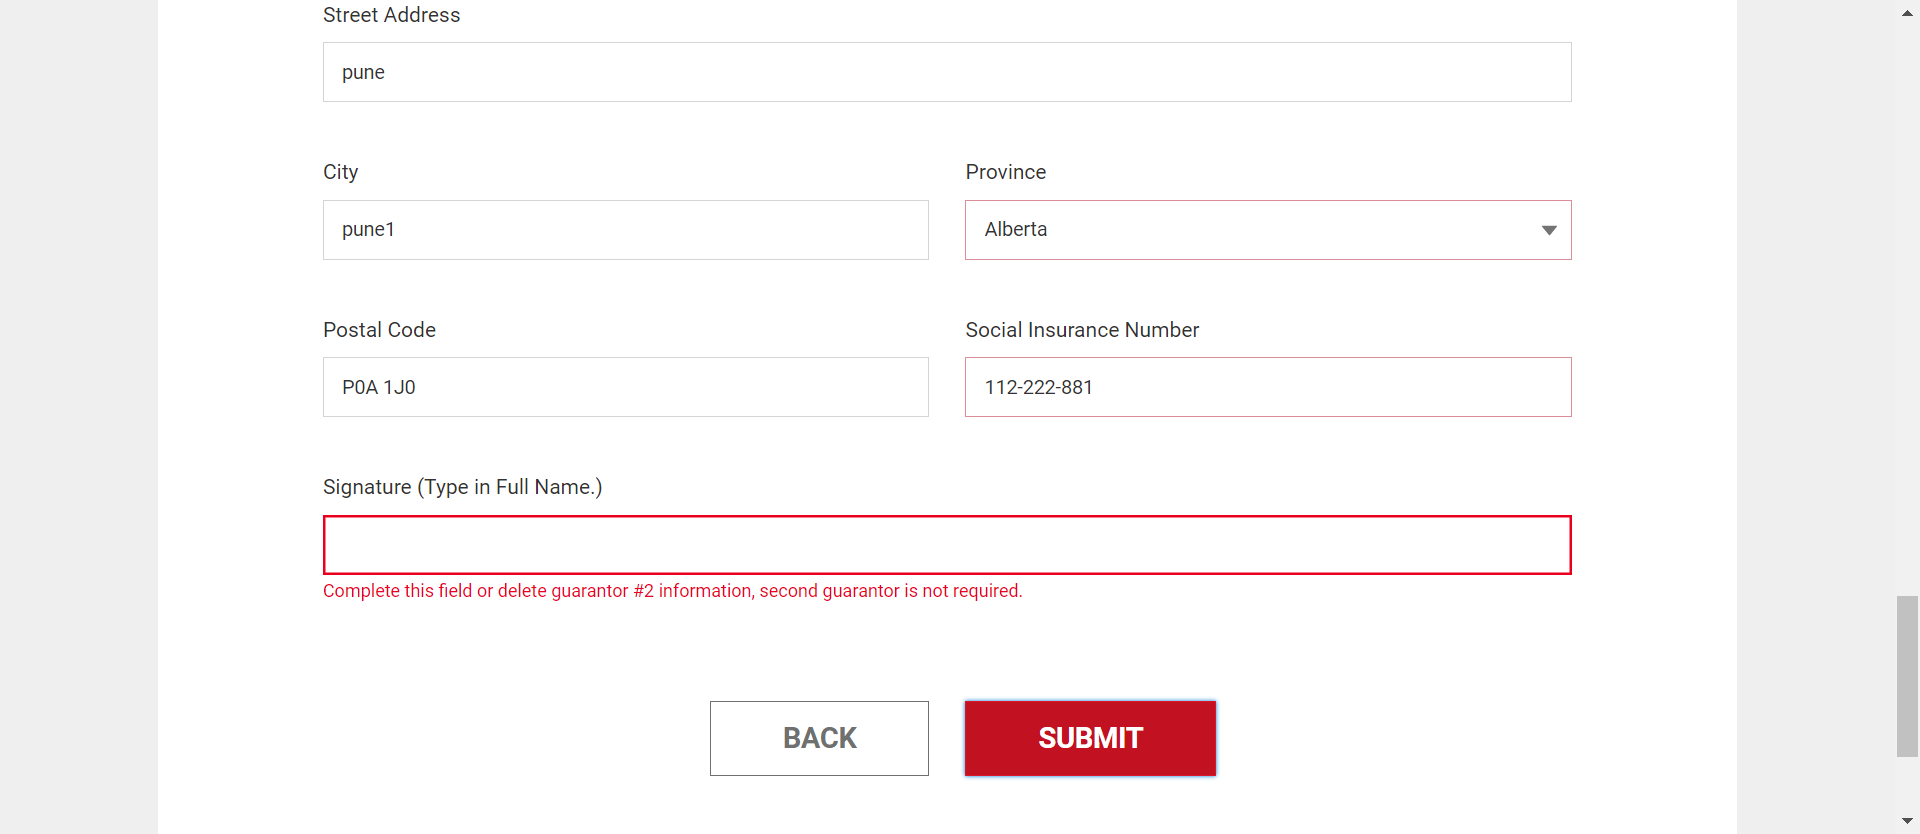 Street Address
pune
City
Province
pune1
Alberta
Postal Code
Social Insurance Number
P0A 1J0
112-222-881
Signature (Type in Full Name.)
Complete this field or delete guarantor #2 information, second guarantor is not required.
BACK
SUBMIT